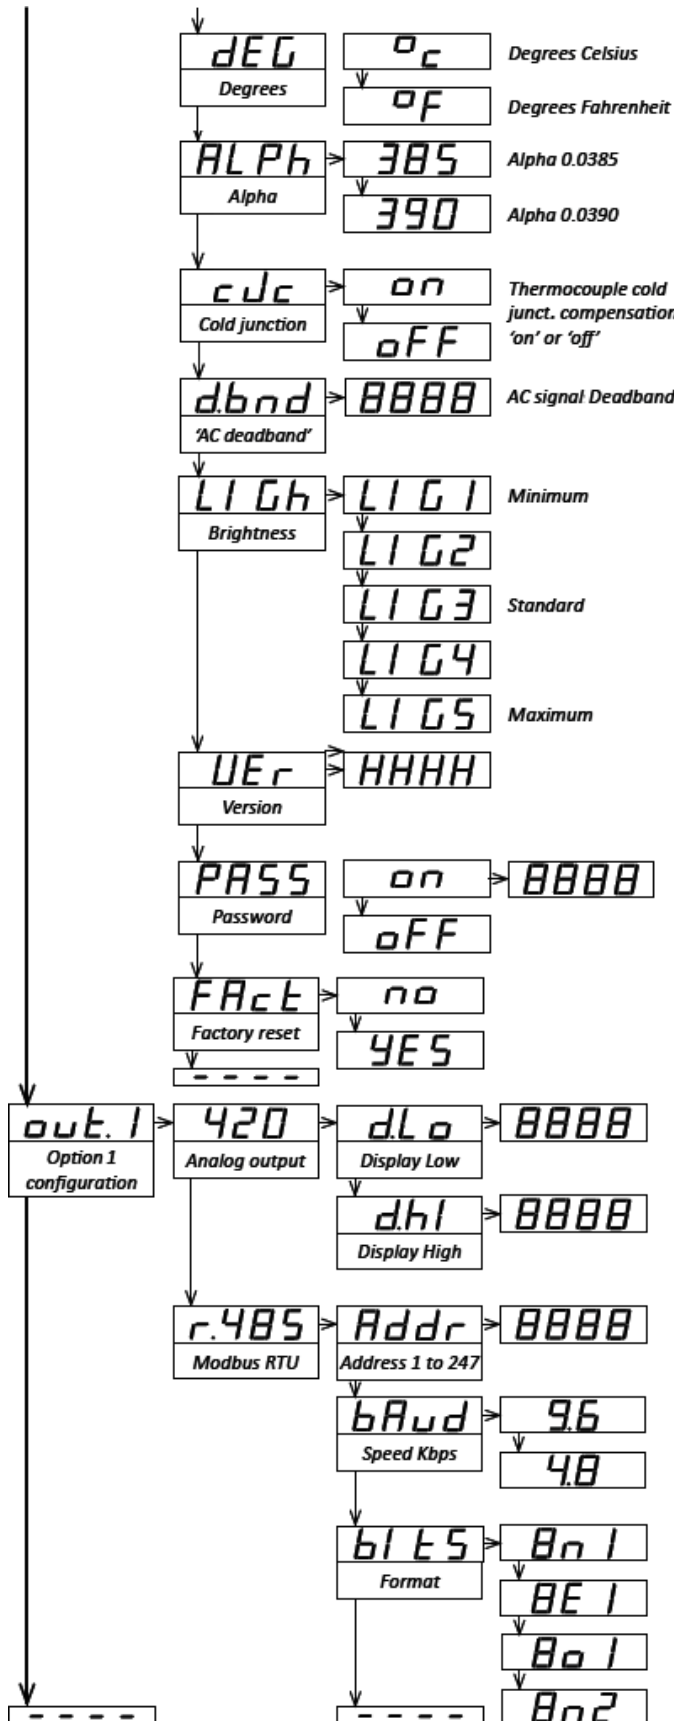 dEG
Degrees
ºc
Degrees Celsius
ºF
Degrees Fahrenheit
ALPh
Alpha
385
Alpha 0.0385
390
Alpha 0.0390
cJc
Cold junction
on
oFF
Thermocouple cold
junct. compensation
‘on’ or ‘off’
d.bnd
‘AC deadband’
8888
AC signal Deadband
LIGh
Brightness
LIG1
Minimum
LIG2
LIG3
Standard
LIG4
LIG5
Maximum
VEr
Version
HHHH
PASS
Password
on
8888
oFF
FAct
Factory reset
no
YES
----
out.1
Option 1
configuration
420
Analog output
d.Lo
Display Low
8888
d.hI
Display High
8888
r.485
Modbus RTU
Addr
Address 1 to 247
8888
bAud
Speed Kbps
9.6
4.8
bItS
Format
8n1
8E1
8o1
8n2
----
----